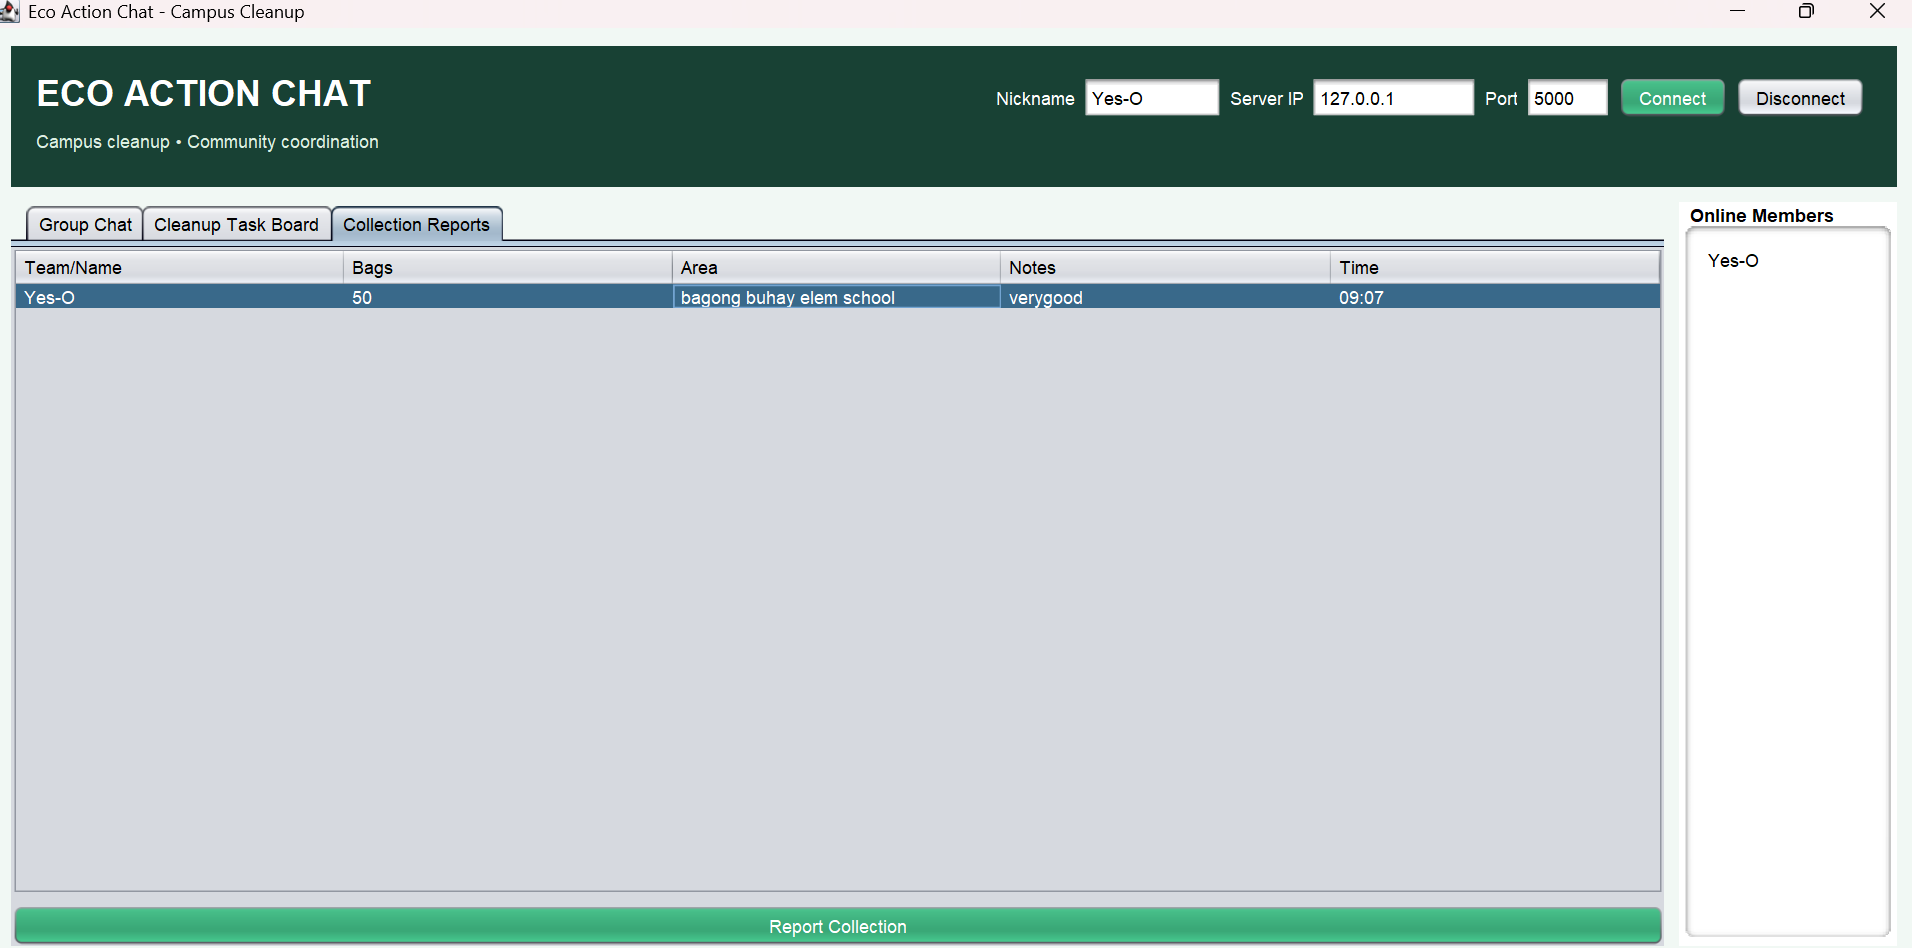 Eco Action Chat - Campus Cleanup
ECO ACTION CHAT
Campus cleanup • Community coordination
Nickname Yes-O Server IP 127.0.0.1 Port 5000 Connect Disconnect
Group Chat Cleanup Task Board Collection Reports
Team/Name Bags Area Notes Time
Yes-O 50 bagong buhay elem school verygood 09:07
Report Collection
Online Members
Yes-O